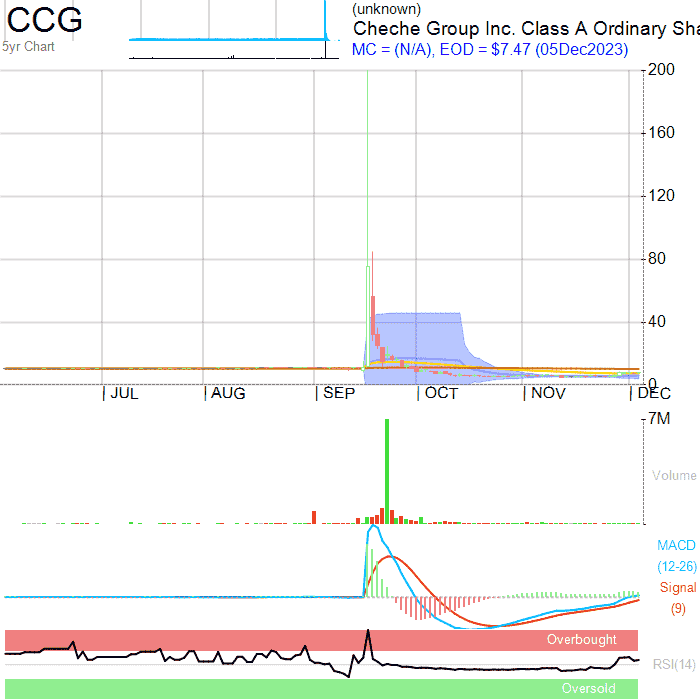 CCG
5yr Chart
(unknown)
Cheche Group Inc. Class A Ordinary Sha
MC = (N/A), EOD = $7.47 (05Dec2023)
200
160
120
80
40
0
JUL AUG SEP OCT NOV DEC
7M
Volume
MACD
(12-26)
Signal
(9)
Overbought
RSI(14)
Oversold